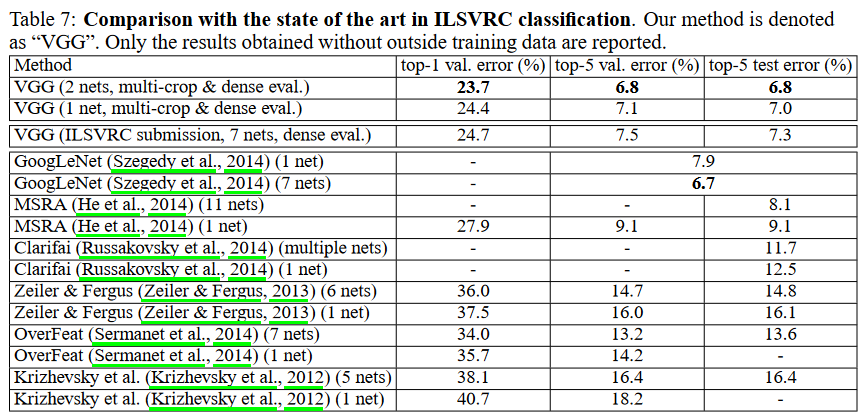 Table 7: Comparison with the state of the art in ILSVRC classification. Our method is denoted
as “VGG”. Only the results obtained without outside training data are reported.
Method top-1 val. error (%) top-5 val. error (%) top-5 test error (%)
VGG (2 nets, multi-crop & dense eval.) 23.7 6.8 6.8
VGG (1 net, multi-crop & dense eval.) 24.4 7.1 7.0
VGG (ILSVRC submission, 7 nets, dense eval.) 24.7 7.5 7.3
GoogLeNet (Szegedy et al., 2014) (1 net) - 7.9
GoogLeNet (Szegedy et al., 2014) (7 nets) - 6.7
MSRA (He et al., 2014) (11 nets) - - 8.1
MSRA (He et al., 2014) (1 net) 27.9 9.1 9.1
Clarifai (Russakovsky et al., 2014) (multiple nets) - - 11.7
Clarifai (Russakovsky et al., 2014) (1 net) - - 12.5
Zeiler & Fergus (Zeiler & Fergus, 2013) (6 nets) 36.0 14.7 14.8
Zeiler & Fergus (Zeiler & Fergus, 2013) (1 net) 37.5 16.0 16.1
OverFeat (Sermanet et al., 2014) (7 nets) 34.0 13.2 13.6
OverFeat (Sermanet et al., 2014) (1 net) 35.7 14.2 -
Krizhevsky et al. (Krizhevsky et al., 2012) (5 nets) 38.1 16.4 16.4
Krizhevsky et al. (Krizhevsky et al., 2012) (1 net) 40.7 18.2 -